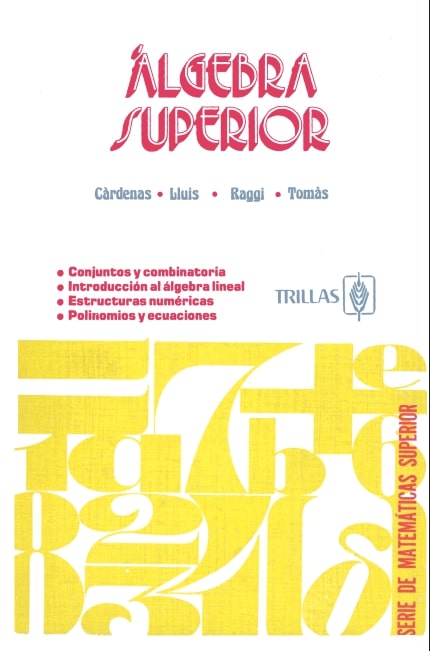 ÁLGEBRA
SUPERIOR
Càrdenas • Lluis • Raggi • Tomàs
• Conjuntos y combinatoria
• Introducción al álgebra lineal
• Estructuras numéricas
• Polinomios y ecuaciones
TRILLAS
SERIE DE MATEMÁTICAS SUPERIOR